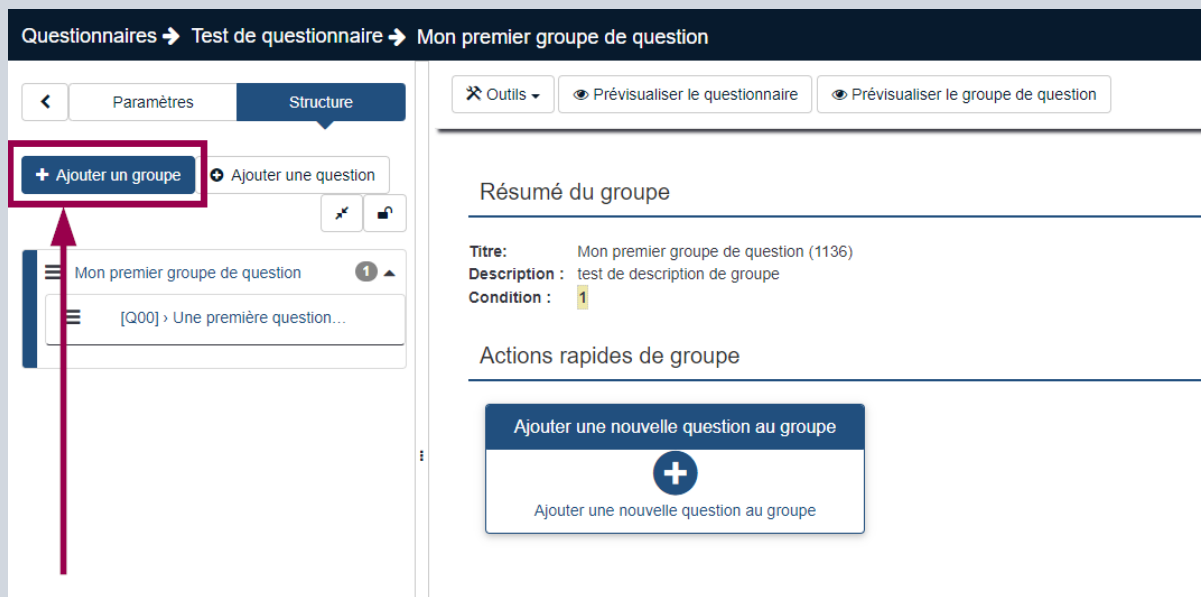 Questionnaires Test de questionnaire Mon premier groupe de question
Paramètres Structure
Outils Prévisualiser le questionnaire Prévisualiser le groupe de question
Ajouter un groupe Ajouter une question
Mon premier groupe de question 1
[Q00] › Une première question…
Résumé du groupe
Titre: Mon premier groupe de question (1136)
Description : test de description de groupe
Condition : 1
Actions rapides de groupe
Ajouter une nouvelle question au groupe
Ajouter une nouvelle question au groupe